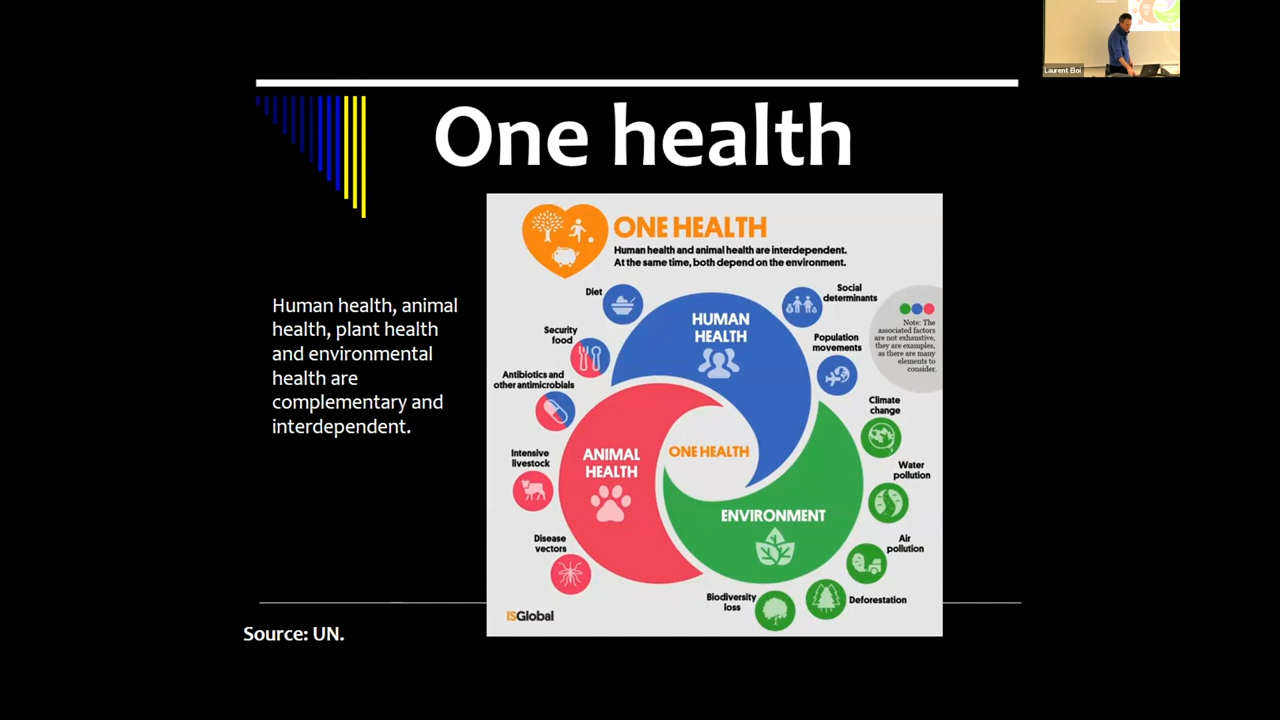 Laurent Eloi
One health
Human health, animal
health, plant health
and environmental
health are
complementary and
interdependent.
ONE HEALTH
Human health and animal health are interdependent.
At the same time, both depend on the environment.
Diet
Social
determinants
HUMAN
HEALTH
Security
food
Population
movements
Note: The
associated factors
are not exhaustive,
they are examples,
as there are many
elements to
consider.
Antibiotics and
other antimicrobials
Climate
change
ANIMAL
HEALTH
ONE HEALTH
Intensive
livestock
Water
pollution
ENVIRONMENT
Disease
vectors
Air
pollution
Biodiversity
loss
Deforestation
ISGlobal
Source: UN.